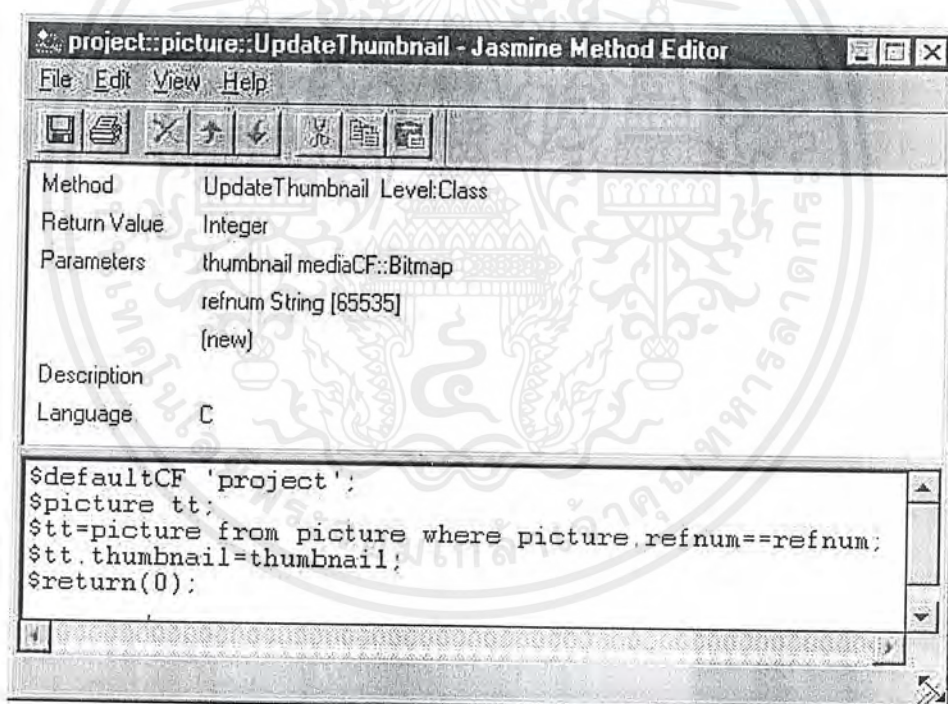 project::picture::UpdateThumbnail - Jasmine Method Editor
File Edit View Help
Method UpdateThumbnail Level:Class
Return Value Integer
Parameters thumbnail mediaCF::Bitmap
refnum String [65535]
(new)
Description
Language C
$defaultCF 'project';
$picture tt;
$tt=picture from picture where picture.refnum==refnum;
$tt.thumbnail=thumbnail;
$return(0);